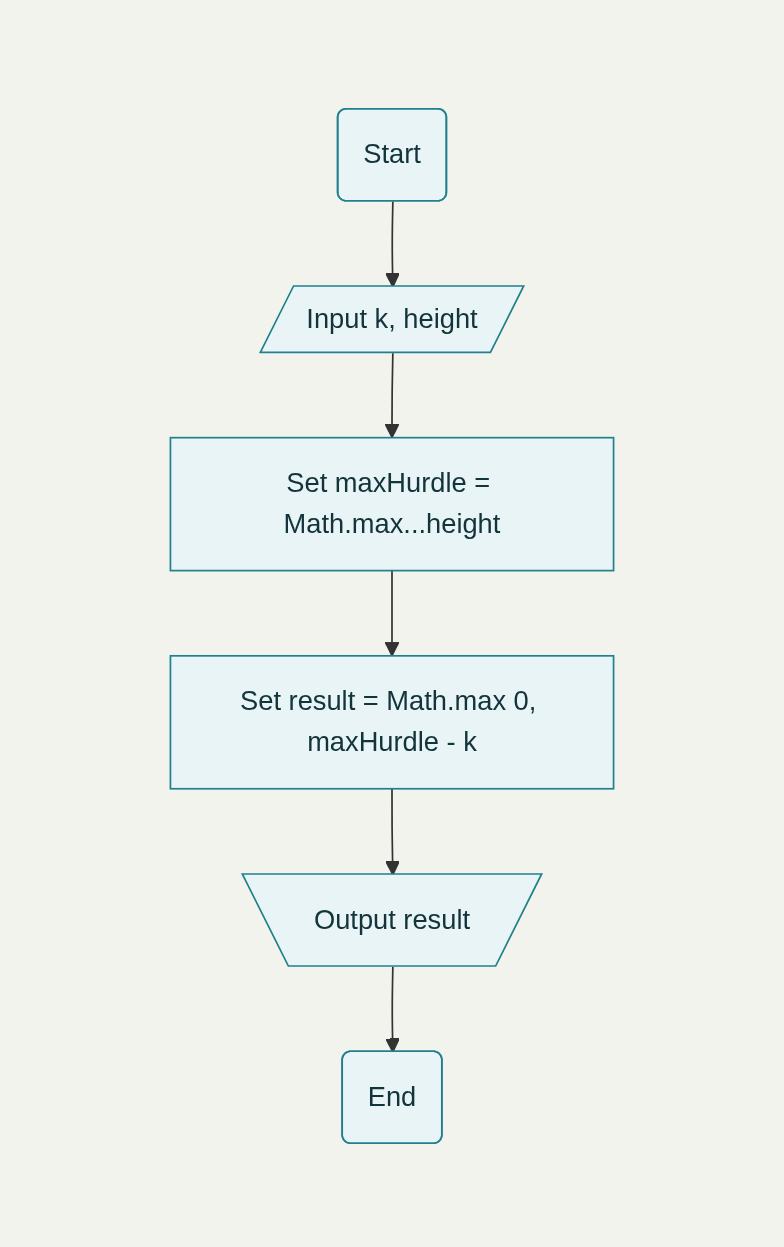 Start
Input k, height
Set maxHurdle =
Math.max...height
Set result = Math.max 0,
maxHurdle - k
Output result
End